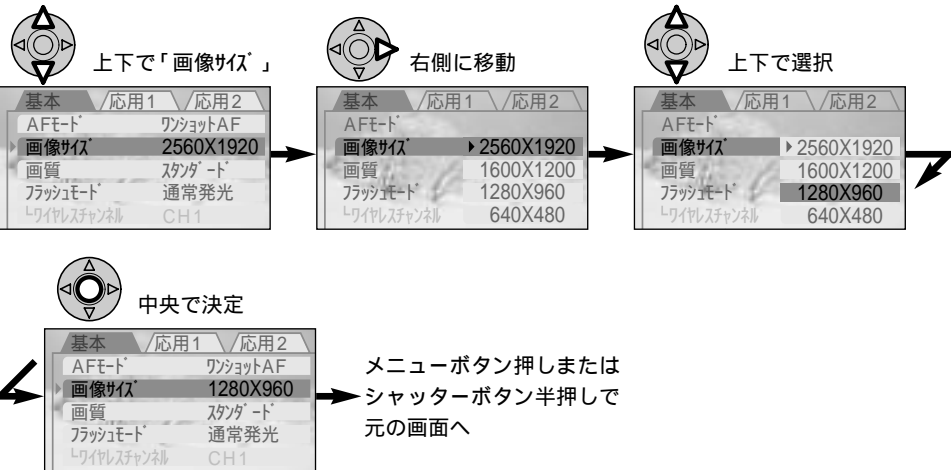 上下で「画像ｻｲｽﾞ」
基本 応用1 応用2
AFﾓｰﾄﾞ ﾜﾝｼｮｯﾄAF
画像ｻｲｽﾞ 2560X1920
画質 ｽﾀﾝﾀﾞｰﾄﾞ
ﾌﾗｯｼｭﾓｰﾄﾞ 通常発光
└ﾜｲﾔﾚｽﾁｬﾝﾈﾙ CH1
右側に移動
基本 応用1 応用2
AFﾓｰﾄﾞ
画像ｻｲｽﾞ 2560X1920
画質 1600X1200
ﾌﾗｯｼｭﾓｰﾄﾞ 1280X960
└ﾜｲﾔﾚｽﾁｬﾝﾈﾙ 640X480
上下で選択
基本 応用1 応用2
AFﾓｰﾄﾞ
画像ｻｲｽﾞ 2560X1920
画質 1600X1200
ﾌﾗｯｼｭﾓｰﾄﾞ 1280X960
└ﾜｲﾔﾚｽﾁｬﾝﾈﾙ 640X480
中央で決定
基本 応用1 応用2
AFﾓｰﾄﾞ ﾜﾝｼｮｯﾄAF
画像ｻｲｽﾞ 1280X960
画質 ｽﾀﾝﾀﾞｰﾄﾞ
ﾌﾗｯｼｭﾓｰﾄﾞ 通常発光
└ﾜｲﾔﾚｽﾁｬﾝﾈﾙ CH1
メニューボタン押しまたは
シャッターボタン半押しで
元の画面へ